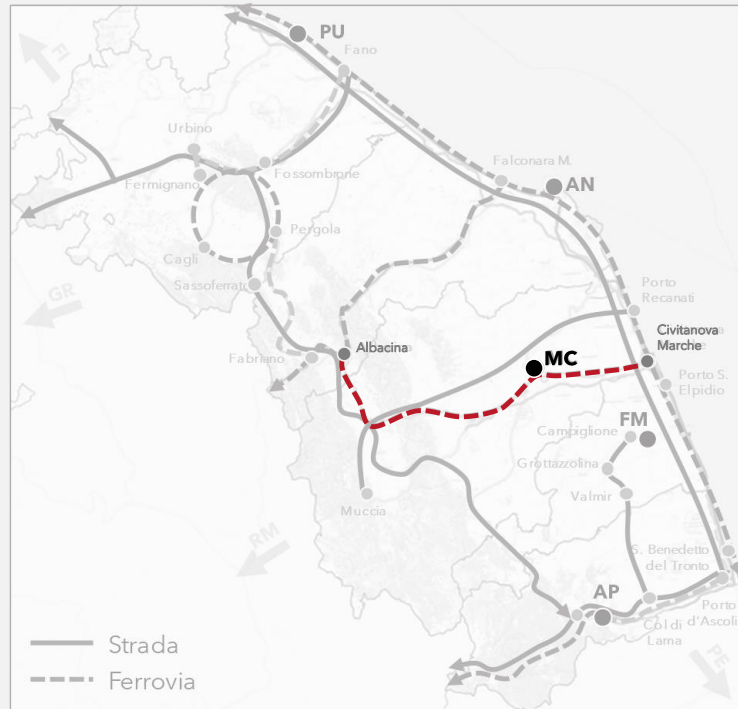 PU
FI
Fano
Urbino
Falconara M.
AN
Fermignano
Fossombrone
Pergola
Cagli
Sassoferrato
GR
Porto
Recanati
Civitanova
Marche
Albacina
Fabriano
MC
Porto S.
Elpidio
FM
Campiglione
Grottazzolina
Valmir
Muccia
RM
S. Benedetto
del Tronto
AP
Porto
d'Ascoli
Col di
Lama
PE
Strada
Ferrovia